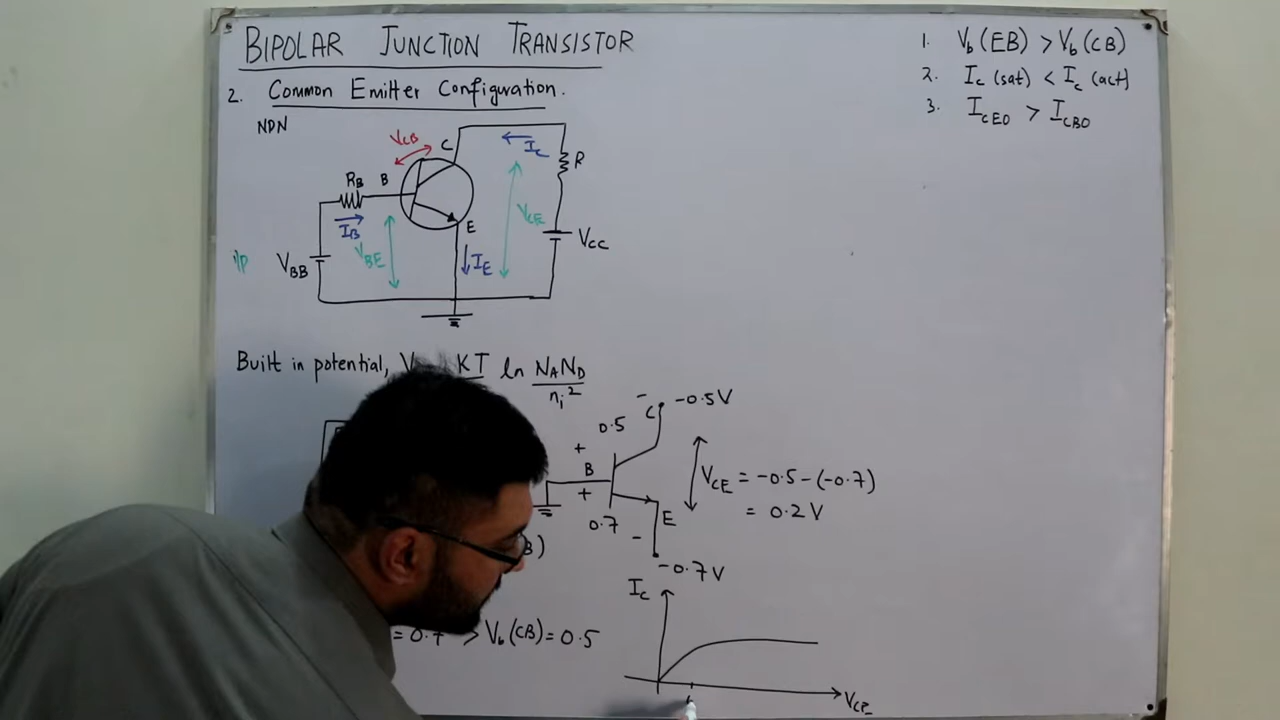 BIPOLAR JUNCTION TRANSISTOR
2. Common Emitter Configuration.
NPN
VCB
C
IC
R
RB
B
IB
VBE
E
IE
VCE
VCC
i/p
VBB
1. Vb(EB) > Vb(CB)
2. Ic (sat) < Ic (act)
3. ICEO > ICBO
Built in potential, KT ln NAND
ni²
- C -0.5V
0.5
+
B
+
0.7
-
E
-0.7V
VCE = -0.5-(-0.7)
= 0.2 V
B)
= 0.7 > Vb(CB) = 0.5
IC
VCE